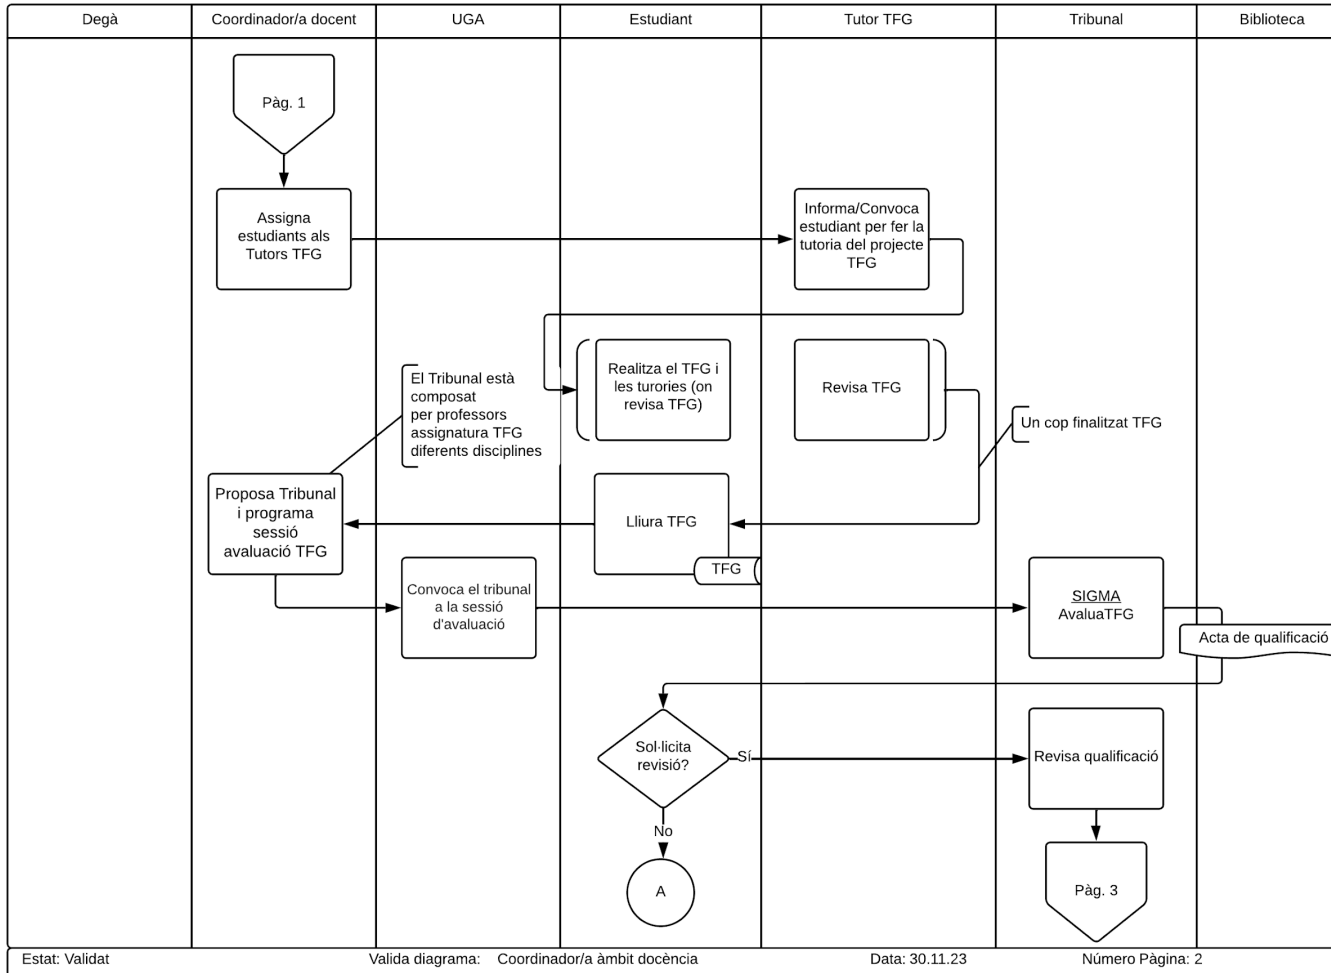 Degà
Coordinador/a docent
UGA
Estudiant
Tutor TFG
Tribunal
Biblioteca
Pàg. 1
Assigna
estudiants als
Tutors TFG
Informa/Convoca
estudiant per fer la
tutoria del projecte
TFG
El Tribunal està
composat
per professors
assignatura TFG
diferents disciplines
Realitza el TFG i
les turories (on
revisa TFG)
Revisa TFG
Un cop finalitzat TFG
Proposa Tribunal
i programa
sessió
avaluació TFG
Lliura TFG
TFG
Convoca el tribunal
a la sessió
d'avaluació
SIGMA
AvaluaTFG
Acta de qualificació
Sol·licita
revisió?
Sí
Revisa qualificació
No
A
Pàg. 3
Estat: Validat
Valida diagrama: Coordinador/a àmbit docència
Data: 30.11.23
Número Pàgina: 2